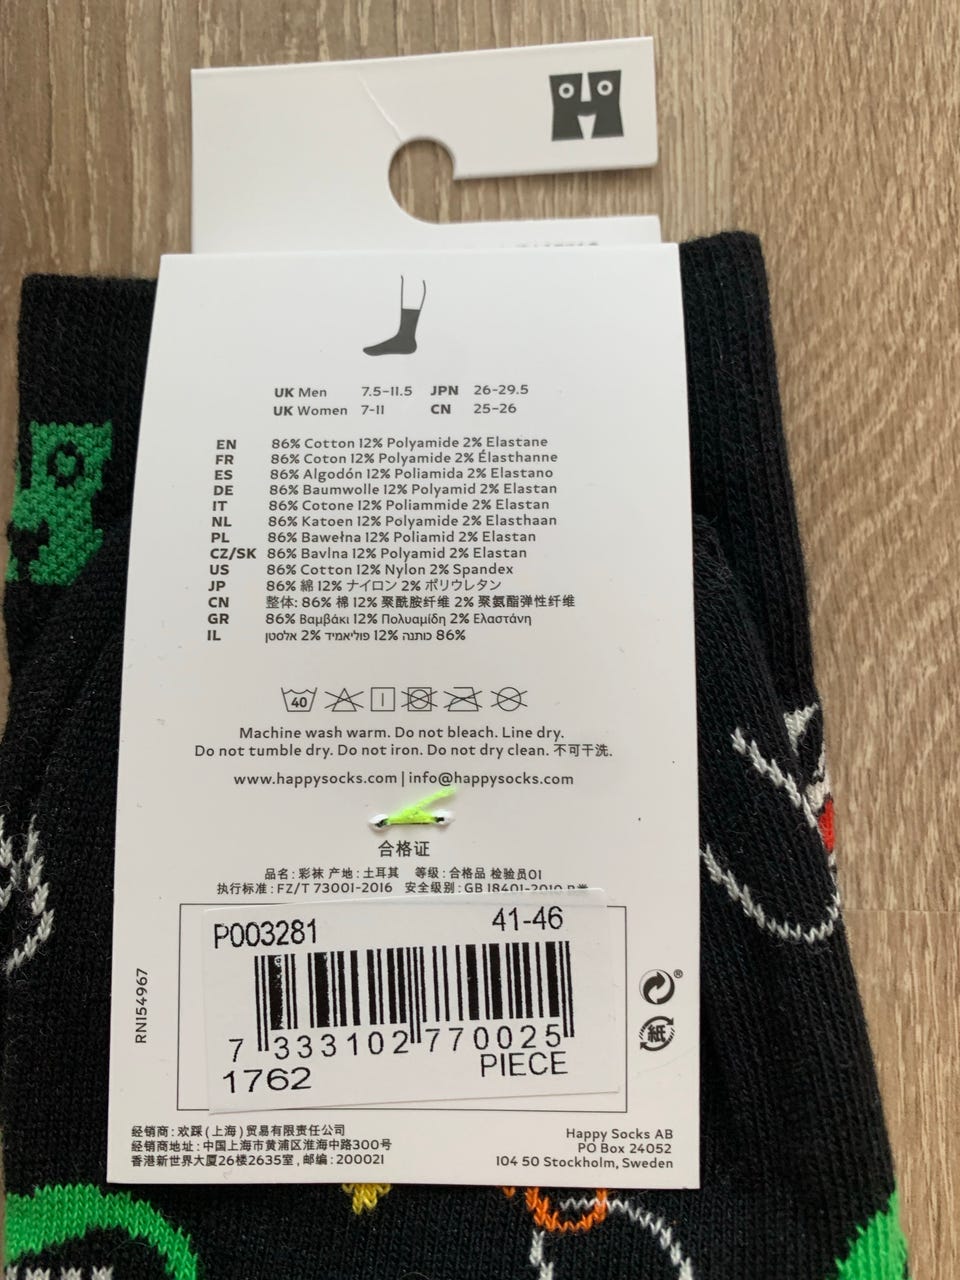 UK Men 7.5-11.5 JPN 26-29.5
UK Women 7-11 CN 25-26
EN 86% Cotton 12% Polyamide 2% Elastane
FR 86% Coton 12% Polyamide 2% Élasthanne
ES 86% Algodón 12% Poliamida 2% Elastano
DE 86% Baumwolle 12% Polyamid 2% Elastan
IT 86% Cotone 12% Poliammide 2% Elastan
NL 86% Katoen 12% Polyamide 2% Elasthaan
PL 86% Bawełna 12% Poliamid 2% Elastan
CZ/SK 86% Bavlna 12% Polyamid 2% Elastan
US 86% Cotton 12% Nylon 2% Spandex
JP 86% 綿 12% ナイロン 2% ポリウレタン
CN 整体: 86% 棉 12% 聚酰胺纤维 2% 聚氨酯弹性纤维
GR 86% Βαμβάκι 12% Πολυαμίδη 2% Ελαστάνη
IL 86% כותנה 12% פוליאמיד 2% אלסטן
40
Machine wash warm. Do not bleach. Line dry.
Do not tumble dry. Do not iron. Do not dry clean. 不可干洗.
www.happysocks.com | info@happysocks.com
合格证
品名: 彩袜 产地: 土耳其 等级: 合格品 检验员01
执行标准: FZ/T 73001-2016 安全级别: GB 18401-2010
P003281 41-46
7 333102 770025
1762 PIECE
RN154967
紙
经销商: 欢踩(上海)贸易有限责任公司
经销商地址: 中国上海市黄浦区淮海中路300号
香港新世界大厦26楼2635室, 邮编: 200021
Happy Socks AB
PO Box 24052
104 50 Stockholm, Sweden